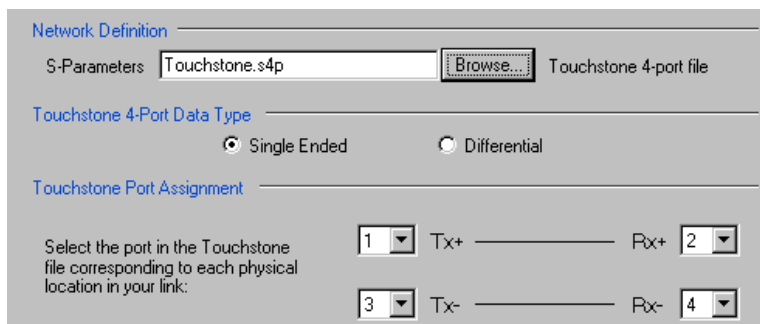 Network Definition
S-Parameters Touchstone.s4p Browse... Touchstone 4-port file
Touchstone 4-Port Data Type
Single Ended Differential
Touchstone Port Assignment
Select the port in the Touchstone
file corresponding to each physical
location in your link:
1 Tx+ Rx+ 2
3 Tx- Rx- 4